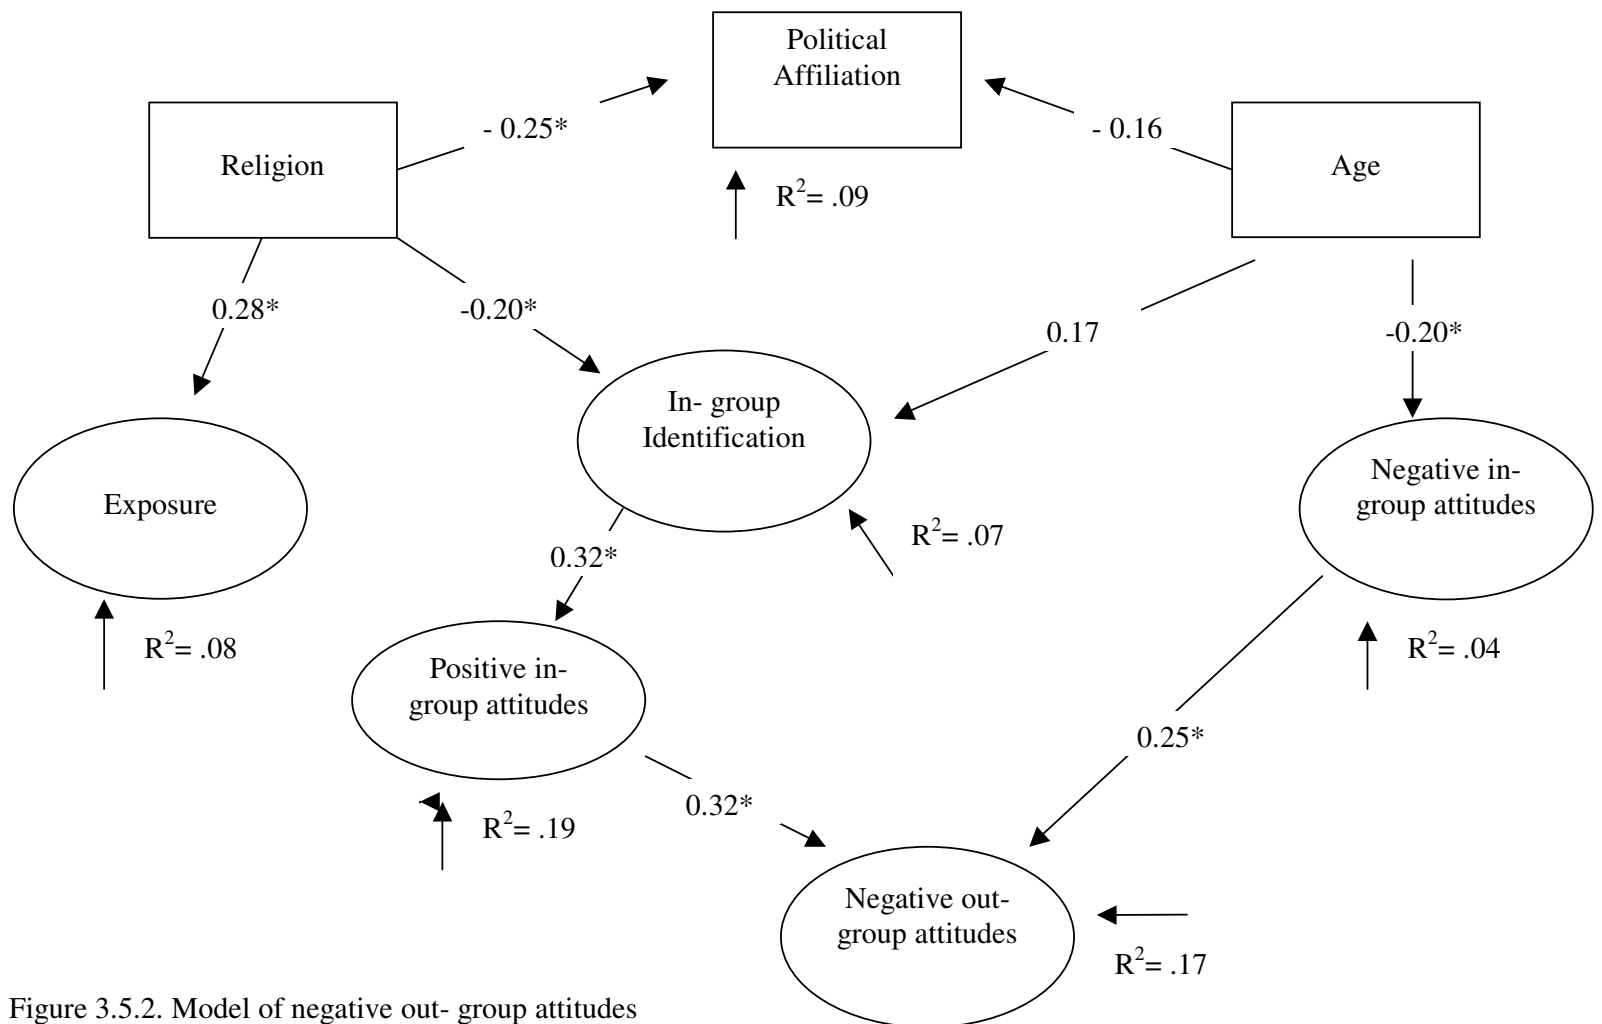 Political
Affiliation
- 0.25*
- 0.16
Religion
Age
R²= .09
0.28*
-0.20*
0.17
-0.20*
In- group
Identification
Negative in-
group attitudes
Exposure
R²= .07
0.32*
R²= .08
R²= .04
Positive in-
group attitudes
0.25*
0.32*
R²= .19
Negative out-
group attitudes
R²= .17
Figure 3.5.2. Model of negative out- group attitudes